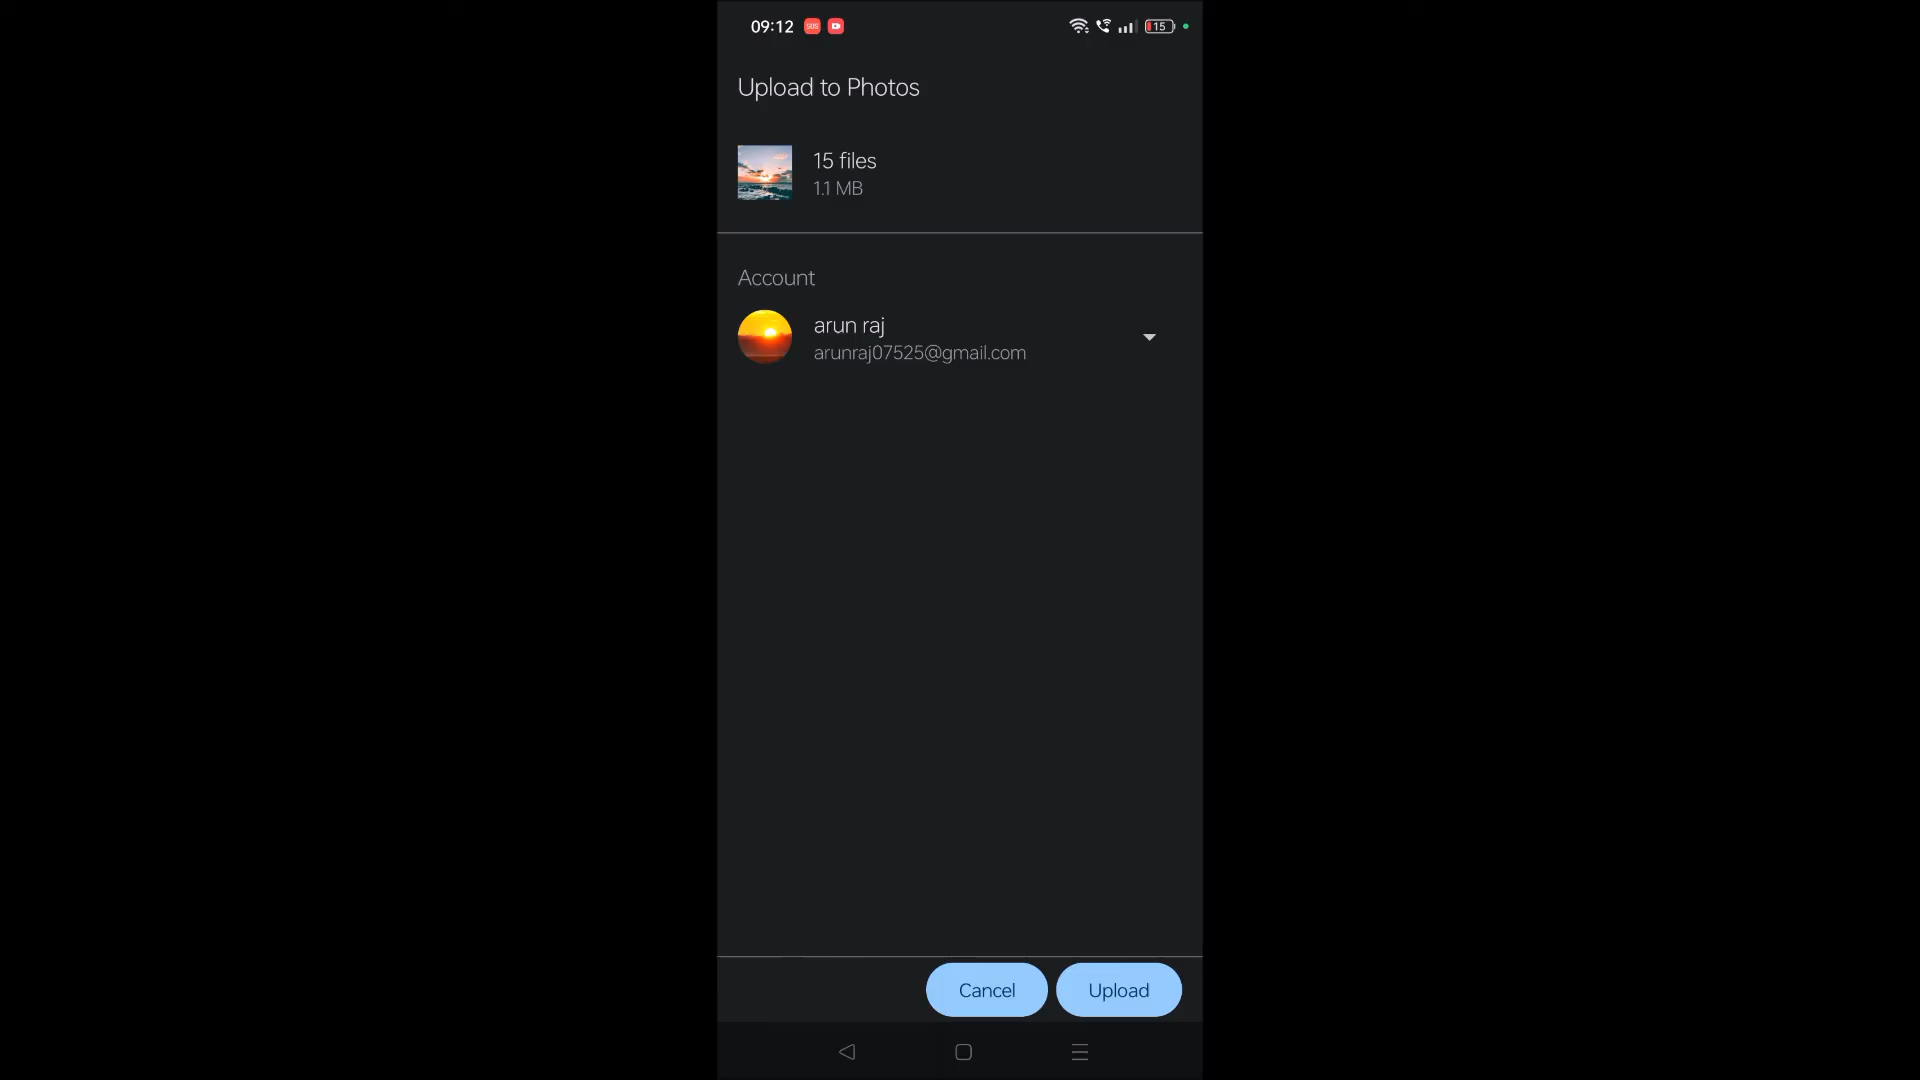 09:12 SOS 15
Upload to Photos
15 files
1.1 MB
Account
arun raj
arunraj07525@gmail.com
Cancel Upload